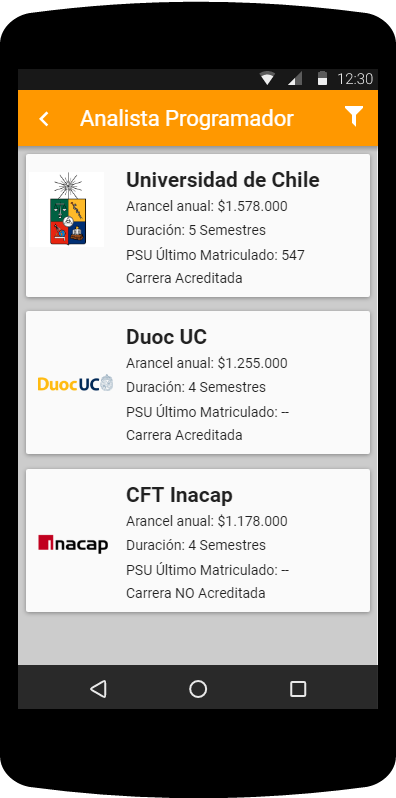 12:30
Analista Programador
Universidad de Chile
Arancel anual: $1.578.000
Duración: 5 Semestres
PSU Último Matriculado: 547
Carrera Acreditada
Duoc UC
Arancel anual: $1.255.000
DuocUC
Duración: 4 Semestres
PSU Último Matriculado: --
Carrera Acreditada
CFT Inacap
Arancel anual: $1.178.000
Inacap
Duración: 4 Semestres
PSU Último Matriculado: --
Carrera NO Acreditada